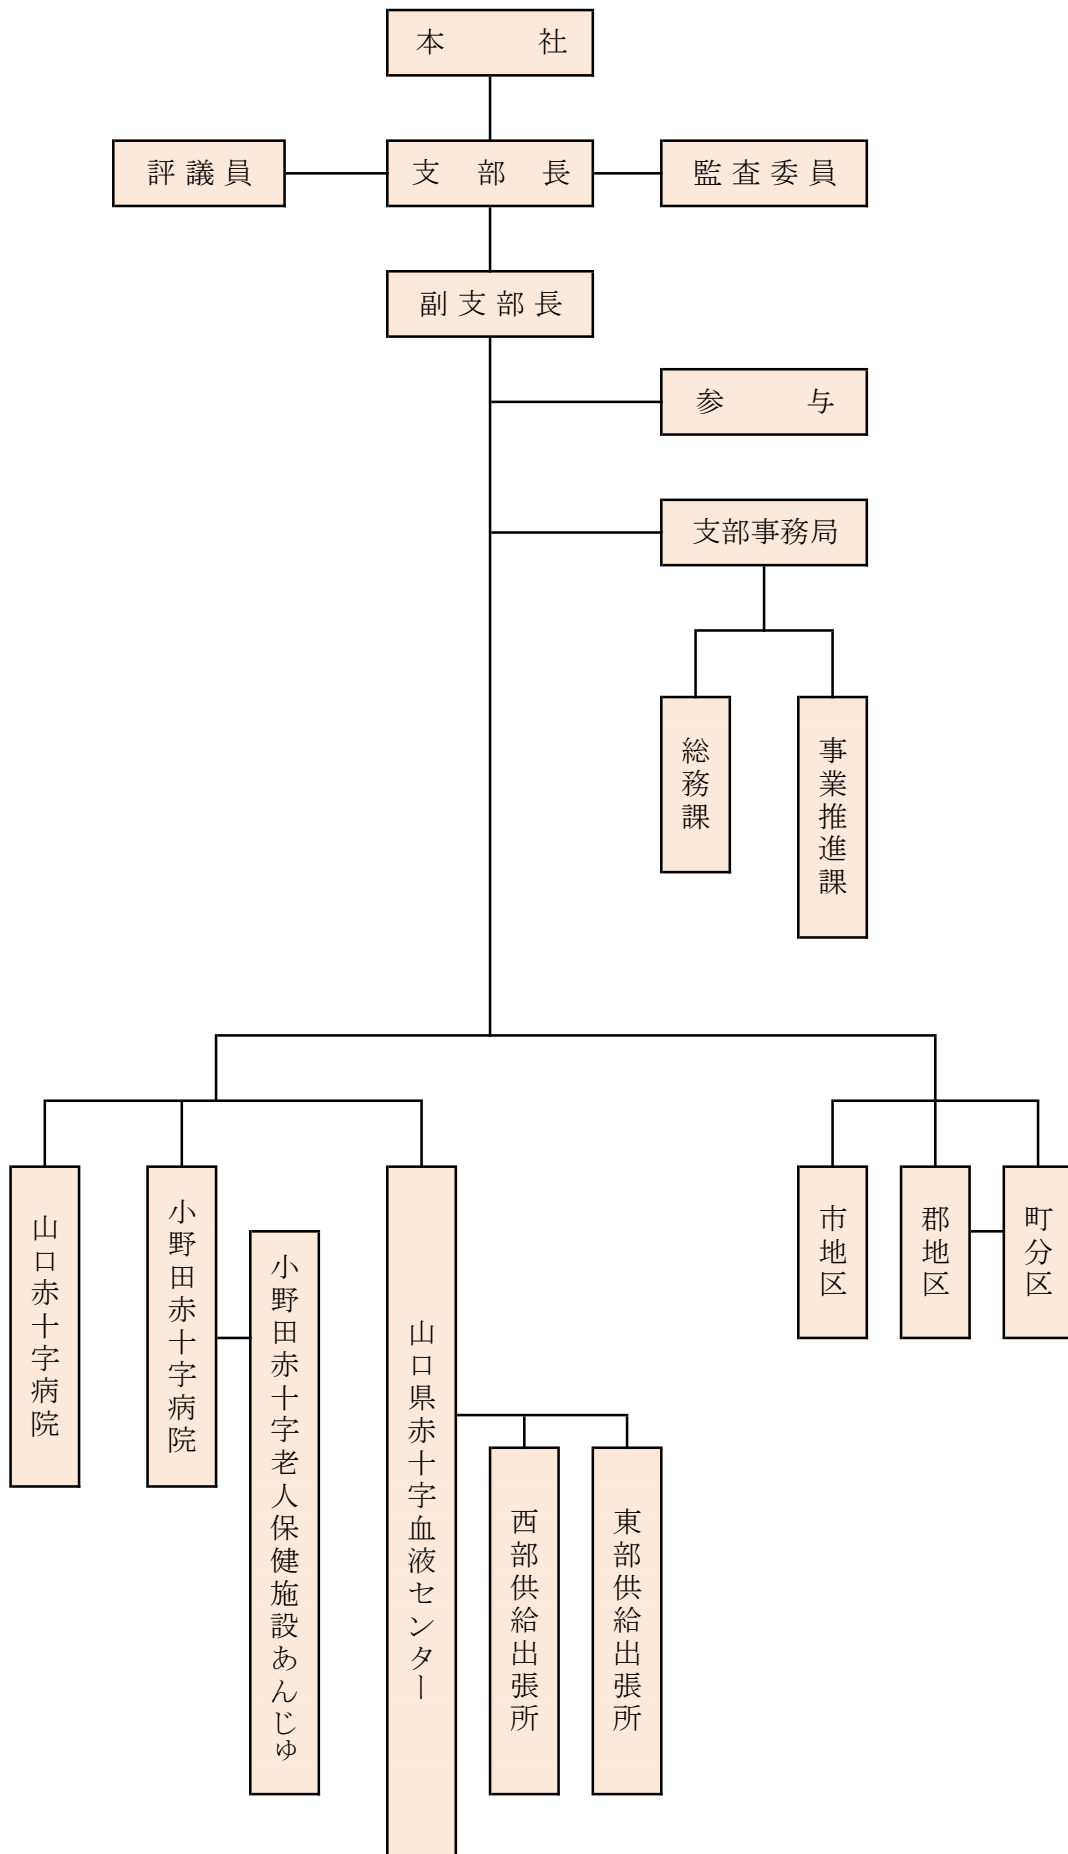 本社
評議員
支部長
監査委員
副支部長
参与
支部事務局
総務課
事業推進課
山口赤十字病院
小野田赤十字病院
小野田赤十字老人保健施設あんじゅ
山口県赤十字血液センター
西部供給出張所
東部供給出張所
市地区
郡地区
町分区